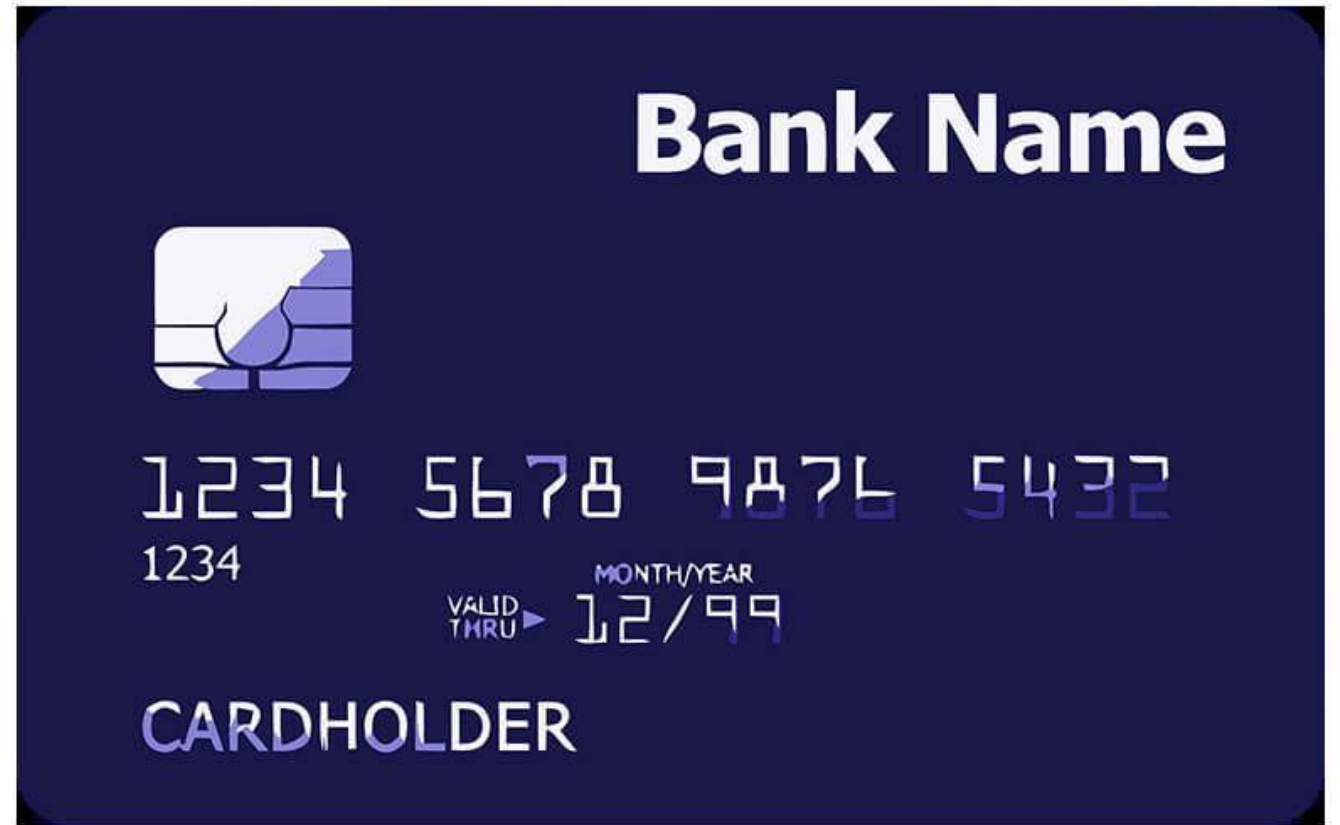 Bank Name
1234 5678 9876 5432
1234
MONTH/YEAR
VALID
THRU
12/99
CARDHOLDER